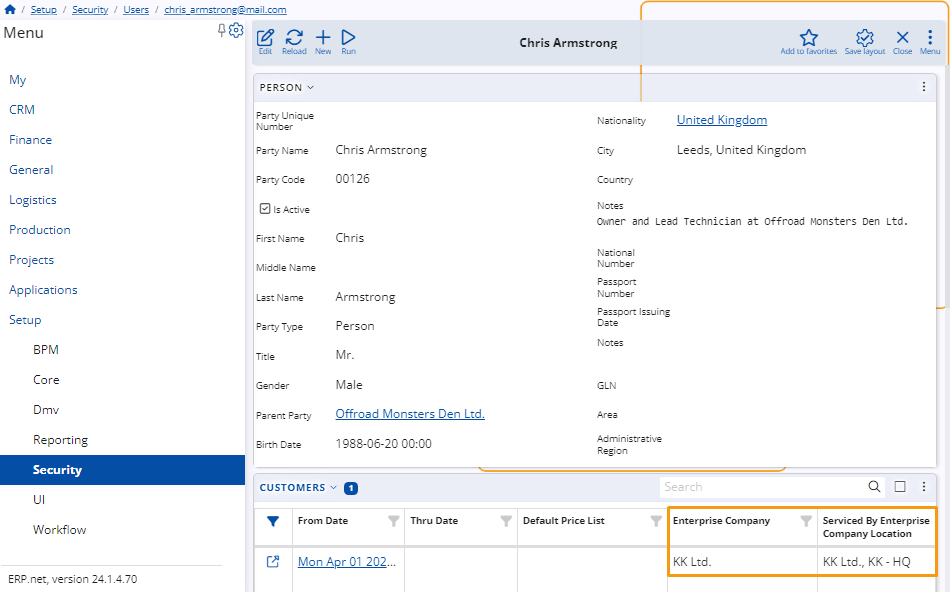 / Setup / Security / Users / chris_armstrong@mail.com
Menu
My
CRM
Finance
General
Logistics
Production
Projects
Applications
Setup
BPM
Core
Dmv
Reporting
Security
UI
Workflow
ERP.net, version 24.1.4.70
Edit Reload New Run
Chris Armstrong
Add to favorites Save layout Close Menu
PERSON
Party Unique
Number
Party Name Chris Armstrong
Party Code 00126
Is Active
First Name Chris
Middle Name
Last Name Armstrong
Party Type Person
Title Mr.
Gender Male
Parent Party Offroad Monsters Den Ltd.
Birth Date 1988-06-20 00:00
Nationality United Kingdom
City Leeds, United Kingdom
Country
Notes
Owner and Lead Technician at Offroad Monsters Den Ltd.
National
Number
Passport
Number
Passport Issuing
Date
Notes
GLN
Area
Administrative
Region
CUSTOMERS 1
Search
From Date Thru Date Default Price List Enterprise Company Serviced By Enterprise
Company Location
Mon Apr 01 202... KK Ltd. KK Ltd., KK - HQ